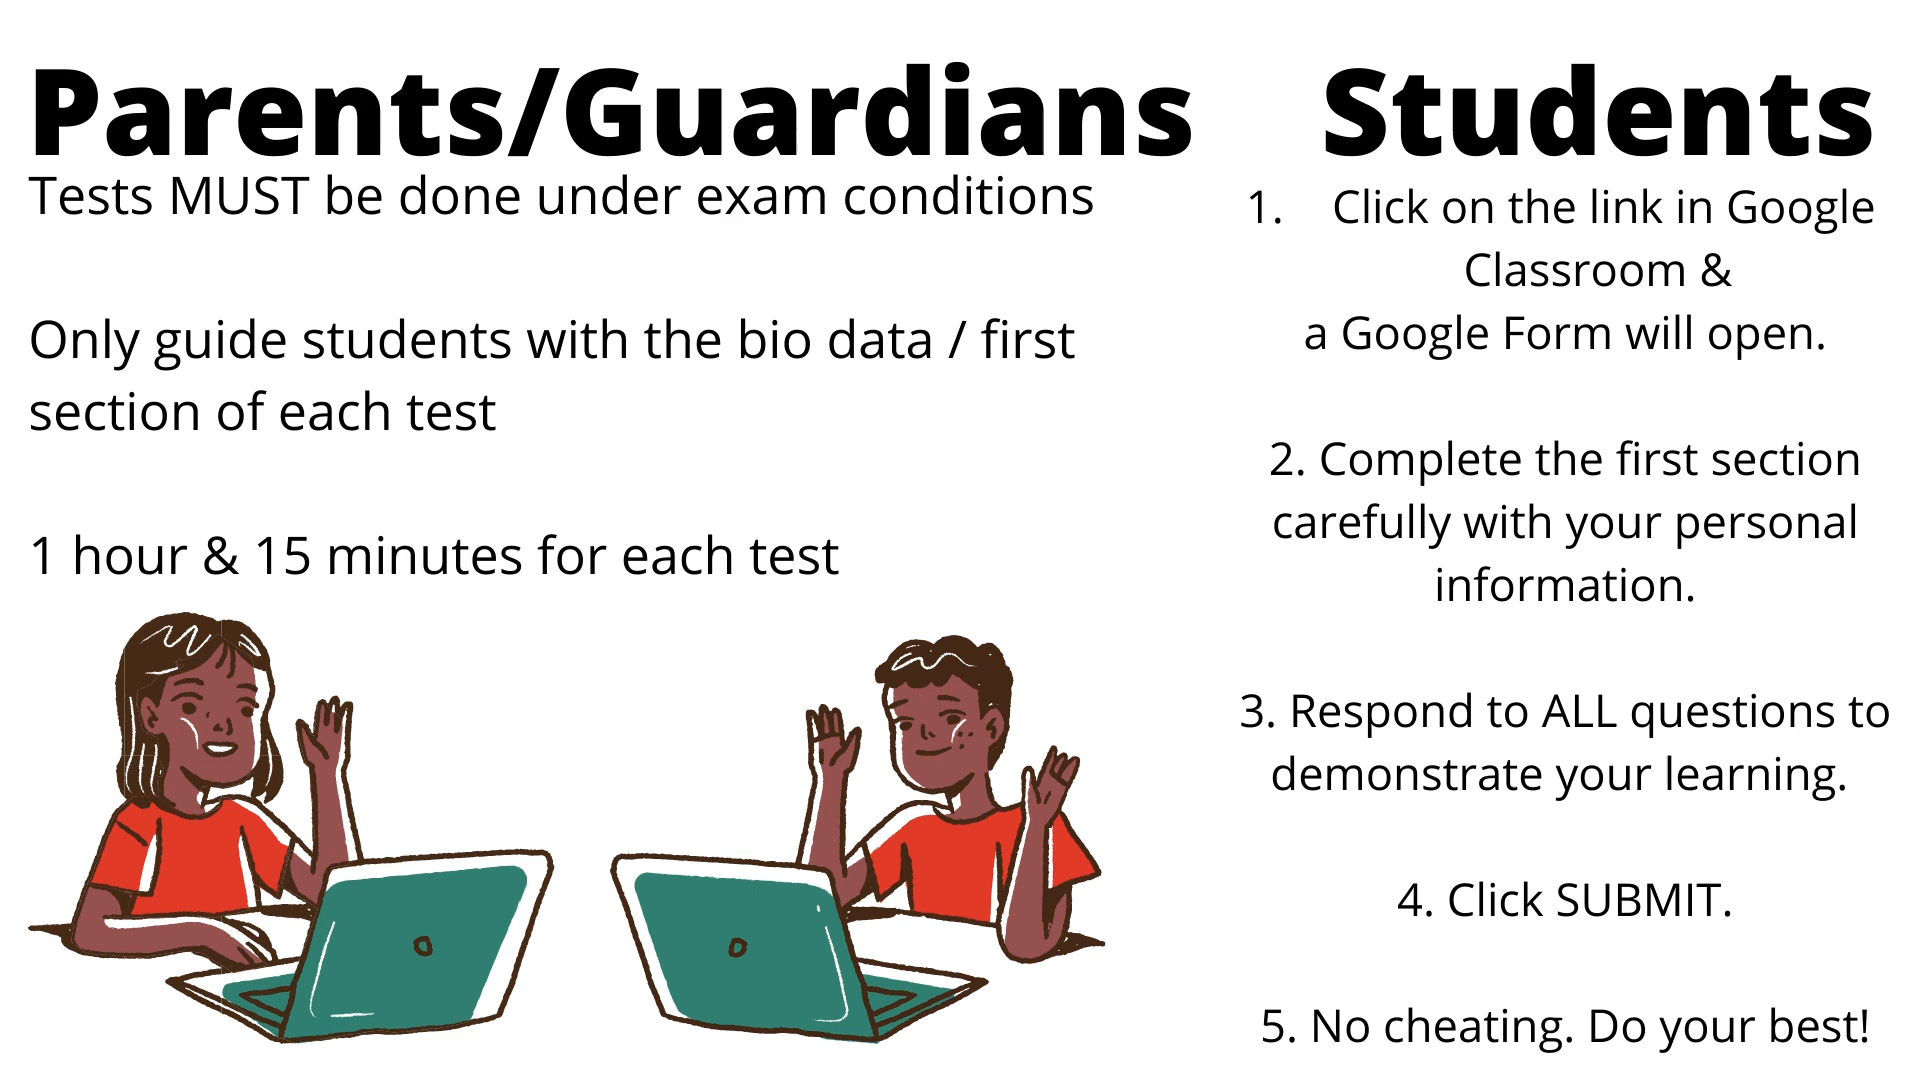 Parents/Guardians
Tests MUST be done under exam conditions
Only guide students with the bio data / first
section of each test
1 hour & 15 minutes for each test
Students
1. Click on the link in Google
Classroom &
a Google Form will open.
2. Complete the first section
carefully with your personal
information.
3. Respond to ALL questions to
demonstrate your learning.
4. Click SUBMIT.
5. No cheating. Do your best!